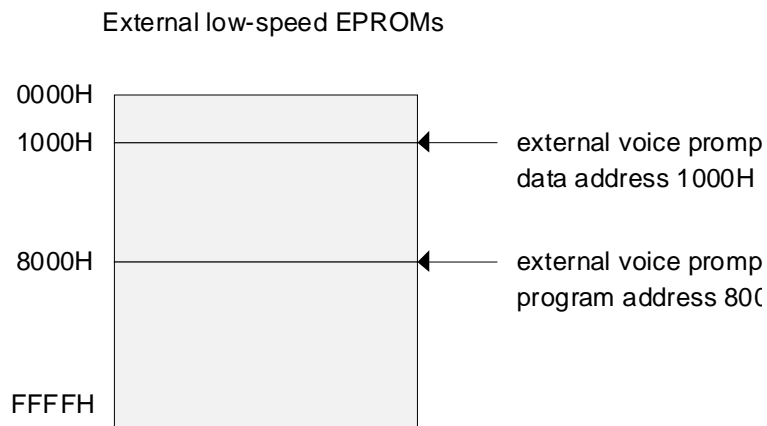 External low-speed EPROMs
0000H
1000H
external voice promp
data address 1000H
8000H
external voice promp
program address 800
FFFFH